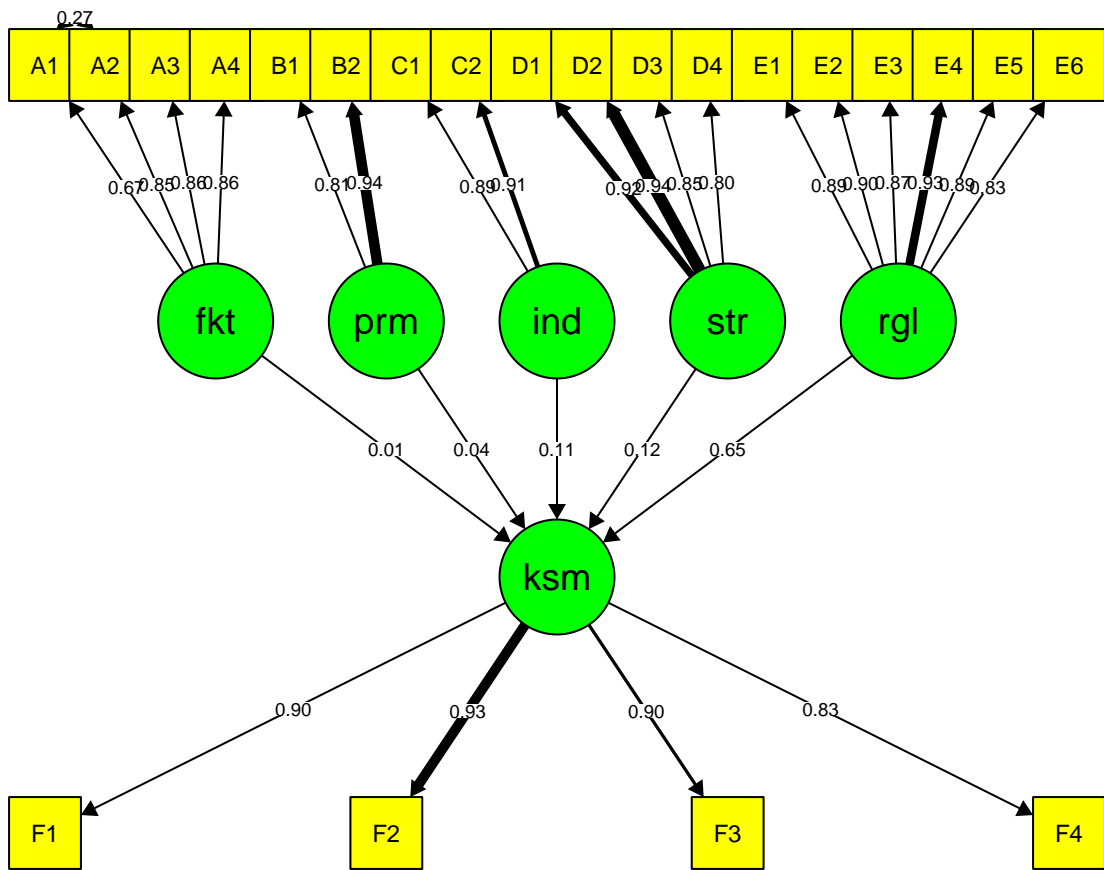 0.27
A1 A2 A3 A4 B1 B2 C1 C2 D1 D2 D3 D4 E1 E2 E3 E4 E5 E6
0.67 0.85 0.86 0.86 0.81 0.94 0.89 0.91 0.92 0.94 0.85 0.80 0.89 0.90 0.87 0.93 0.89 0.83
fkt prm ind str rgl
0.01 0.04 0.11 0.12 0.65
ksm
0.90 0.93 0.90 0.83
F1 F2 F3 F4